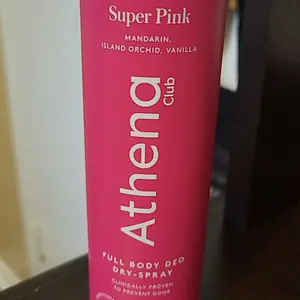 Super Pink
MANDARIN,
ISLAND ORCHID, VANILLA
Athena
Club
FULL BODY DEO
DRY-SPRAY
CLINICALLY PROVEN
TO PREVENT ODOR